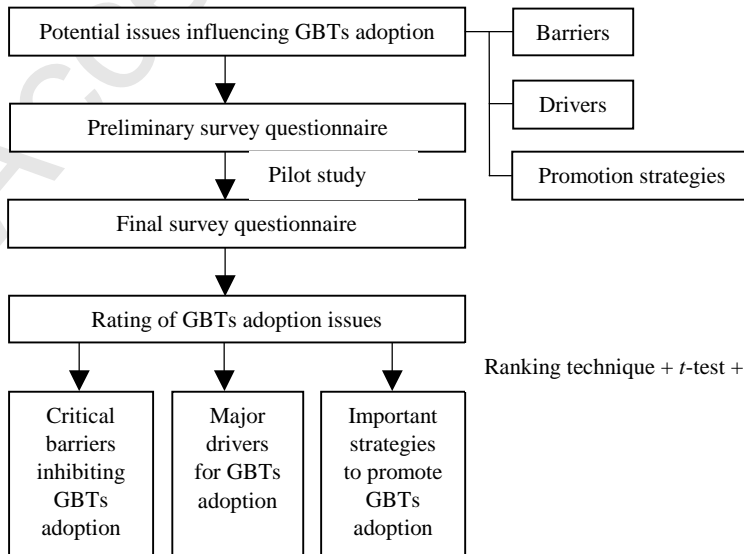 Potential issues influencing GBTs adoption
Barriers
Drivers
Promotion strategies
Preliminary survey questionnaire
Pilot study
Final survey questionnaire
Rating of GBTs adoption issues
Ranking technique + t-test +
Critical
barriers
inhibiting
GBTs
adoption
Major
drivers
for GBTs
adoption
Important
strategies
to promote
GBTs
adoption